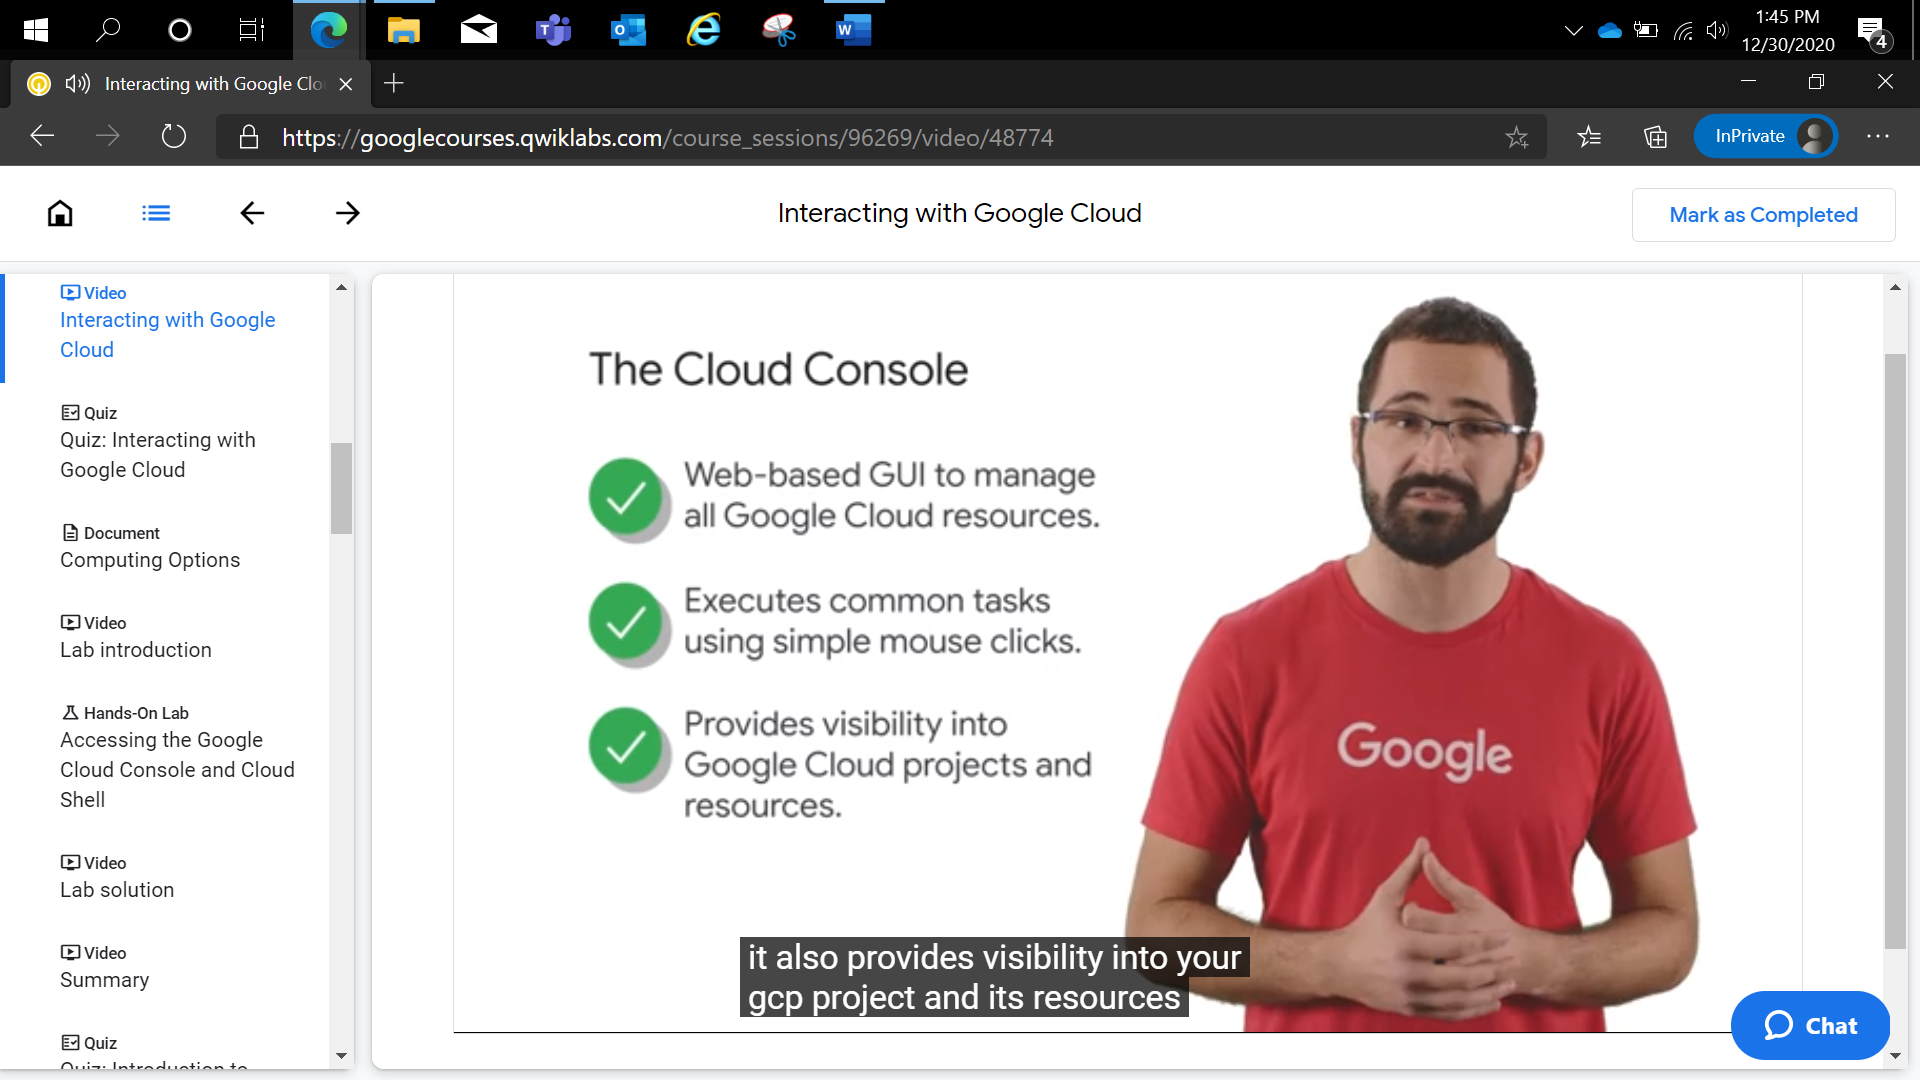 1:45 PM
12/30/2020
4
Interacting with Google Clo
https://googlecourses.qwiklabs.com/course_sessions/96269/video/48774
InPrivate
Interacting with Google Cloud
Mark as Completed
Video
Interacting with Google
Cloud
Quiz
Quiz: Interacting with
Google Cloud
Document
Computing Options
Video
Lab introduction
Hands-On Lab
Accessing the Google
Cloud Console and Cloud
Shell
Video
Lab solution
Video
Summary
Quiz
Quiz: Introduction to
The Cloud Console
Web-based GUI to manage
all Google Cloud resources.
Executes common tasks
using simple mouse clicks.
Provides visibility into
Google Cloud projects and
resources.
Google
it also provides visibility into your
gcp project and its resources
Chat